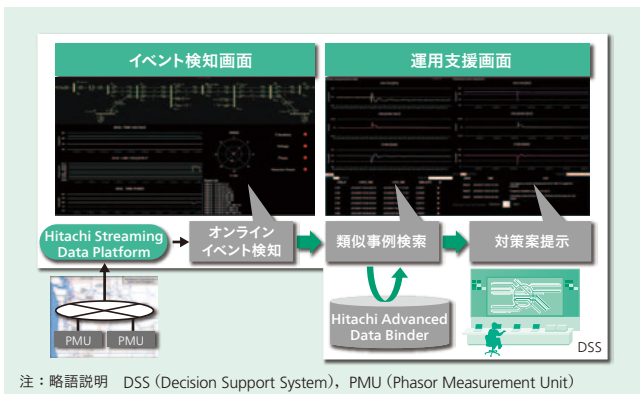 イベント検知画面
運用支援画面
Hitachi Streaming
Data Platform
オンライン
イベント検知
類似事例検索
対策案提示
Hitachi Advanced
Data Binder
PMU
PMU
DSS
注：略語説明　DSS（Decision Support System），PMU（Phasor Measurement Unit）